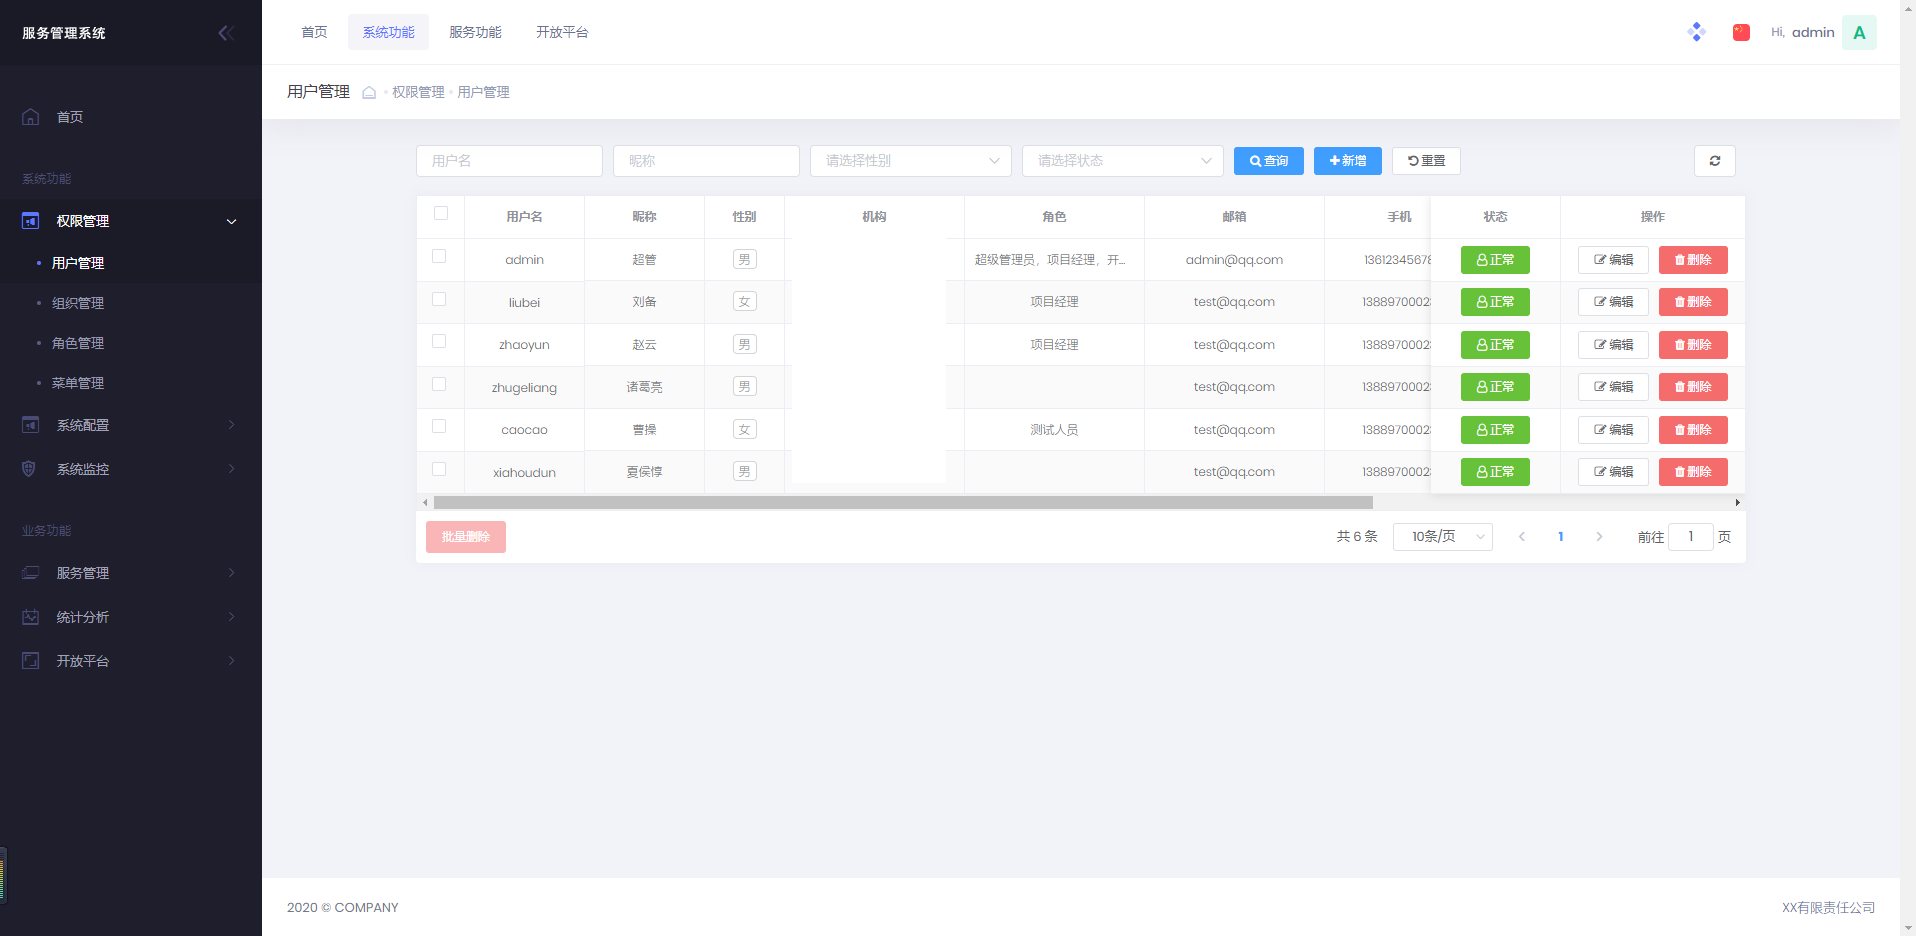 服务管理系统
首页
系统功能
权限管理
用户管理
组织管理
角色管理
菜单管理
系统配置
系统监控
业务功能
服务管理
统计分析
开放平台
首页 系统功能 服务功能 开放平台
Hi, admin A
用户管理 权限管理 用户管理
用户名 昵称 请选择性别 请选择状态 查询 新增 重置
用户名 昵称 性别 机构 角色 邮箱 手机 状态 操作
admin 超管 男 超级管理员，项目经理，开... admin@qq.com 1361234567 正常 编辑 删除
liubei 刘备 女 项目经理 test@qq.com 1388970002 正常 编辑 删除
zhaoyun 赵云 男 项目经理 test@qq.com 1388970002 正常 编辑 删除
zhugeliang 诸葛亮 男 test@qq.com 1388970002 正常 编辑 删除
caocao 曹操 女 测试人员 test@qq.com 1388970002 正常 编辑 删除
xiahoudun 夏侯惇 男 test@qq.com 1388970002 正常 编辑 删除
批量删除 共 6 条 10条/页 1 前往 1 页
2020 © COMPANY XX有限责任公司